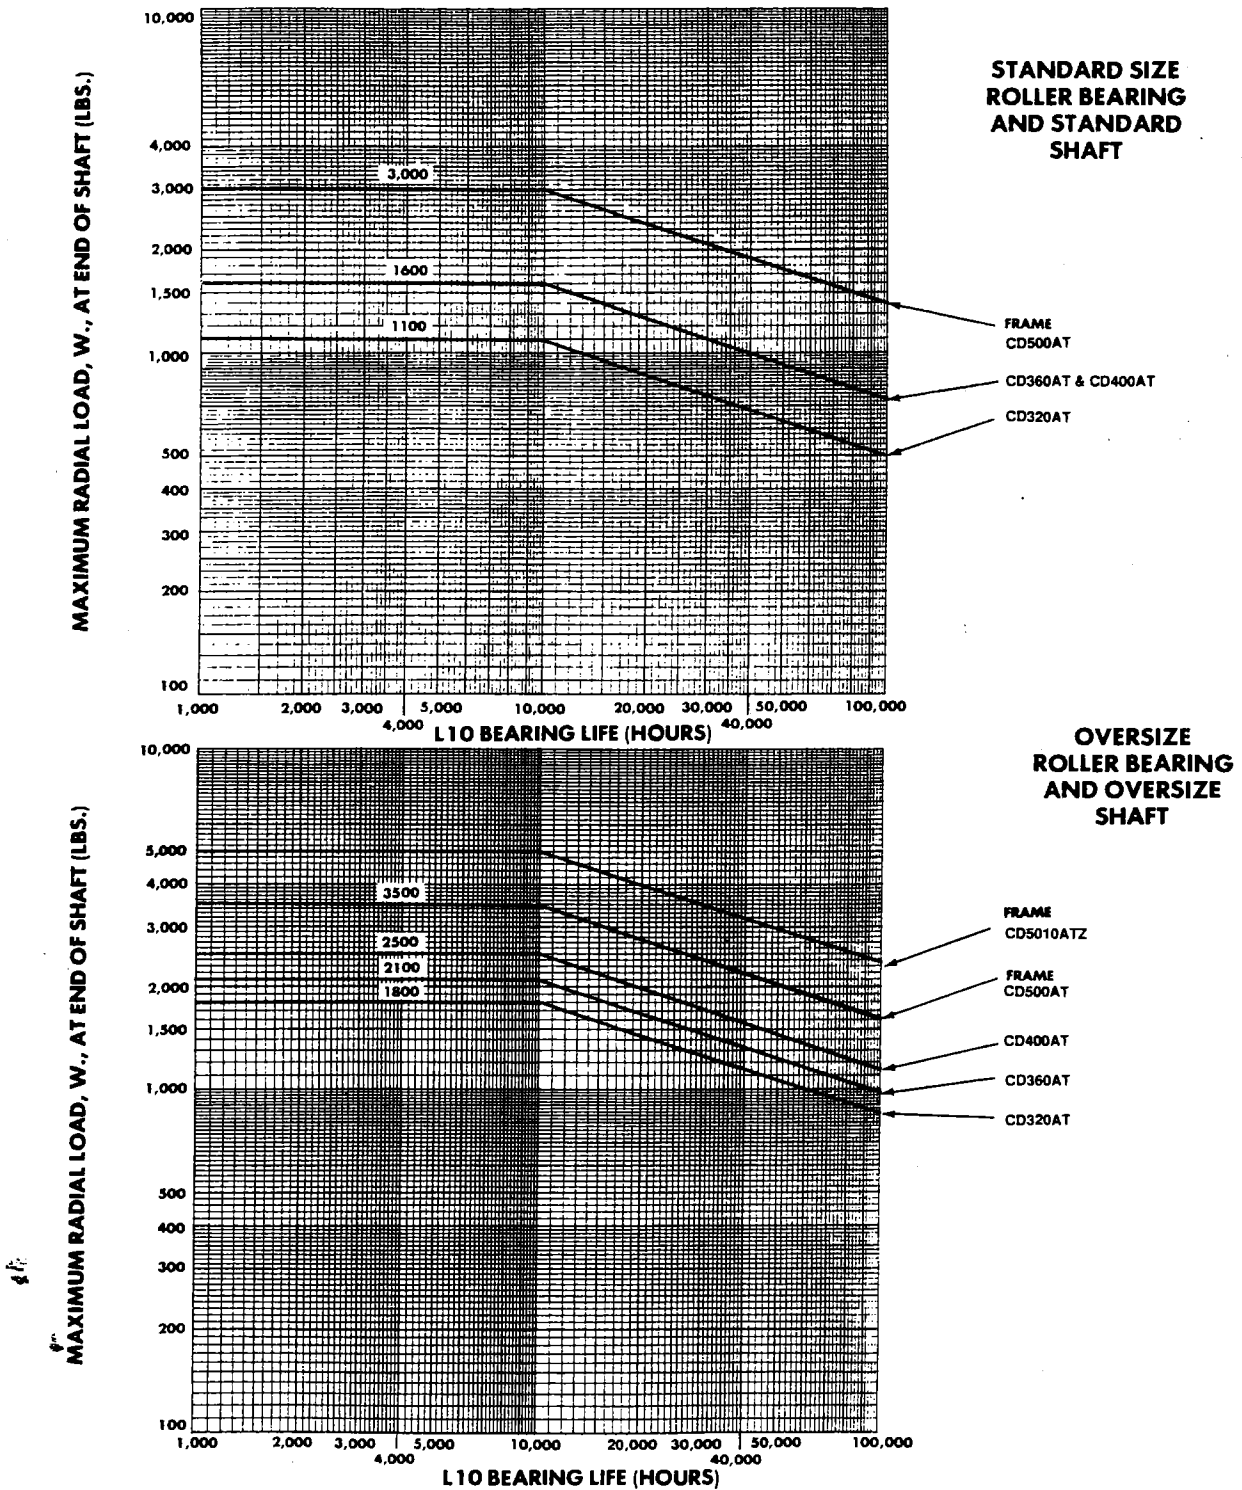 STANDARD SIZE
ROLLER BEARING
AND STANDARD
SHAFT
MAXIMUM RADIAL LOAD, W., AT END OF SHAFT (LBS.)
10,000
4,000
3,000
2,000
1,500
1,000
500
400
300
200
100
3,000
1600
1100
FRAME
CD500AT
CD360AT & CD400AT
CD320AT
1,000 2,000 3,000 4,000 5,000 10,000 20,000 30,000 40,000 50,000 100,000
L10 BEARING LIFE (HOURS)
OVERSIZE
ROLLER BEARING
AND OVERSIZE
SHAFT
MAXIMUM RADIAL LOAD, W., AT END OF SHAFT (LBS.)
10,000
5,000
4,000
3,000
2,000
1,500
1,000
500
400
300
200
100
3500
2500
2100
1800
FRAME
CD5010ATZ
FRAME
CD500AT
CD400AT
CD360AT
CD320AT
1,000 2,000 3,000 4,000 5,000 10,000 20,000 30,000 40,000 50,000 100,000
L10 BEARING LIFE (HOURS)